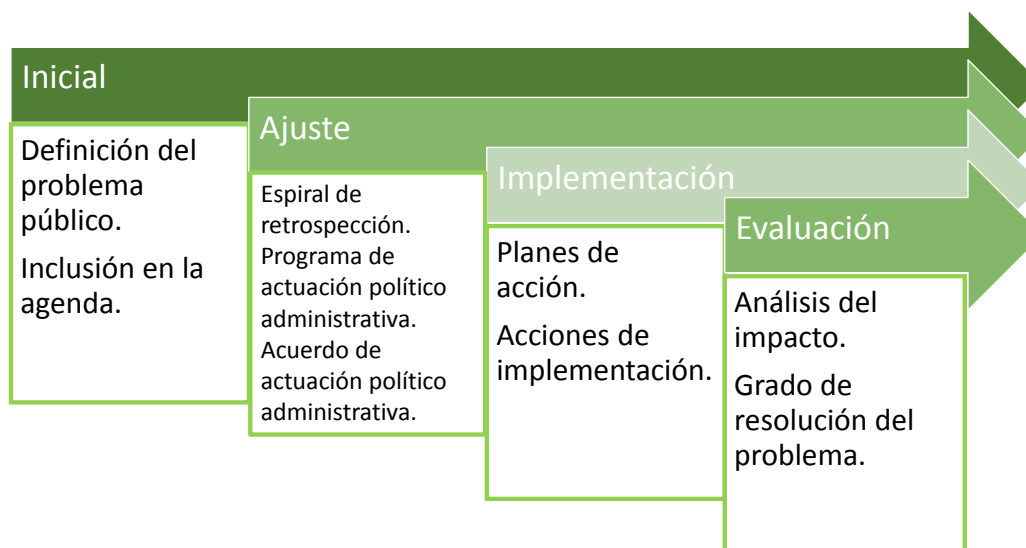 Inicial
Definición del
problema
público.
Inclusión en la
agenda.
Ajuste
Espiral de
retrospección.
Programa de
actuación político
administrativa.
Acuerdo de
actuación político
administrativa.
Implementación
Planes de
acción.
Acciones de
implementación.
Evaluación
Análisis del
impacto.
Grado de
resolución del
problema.